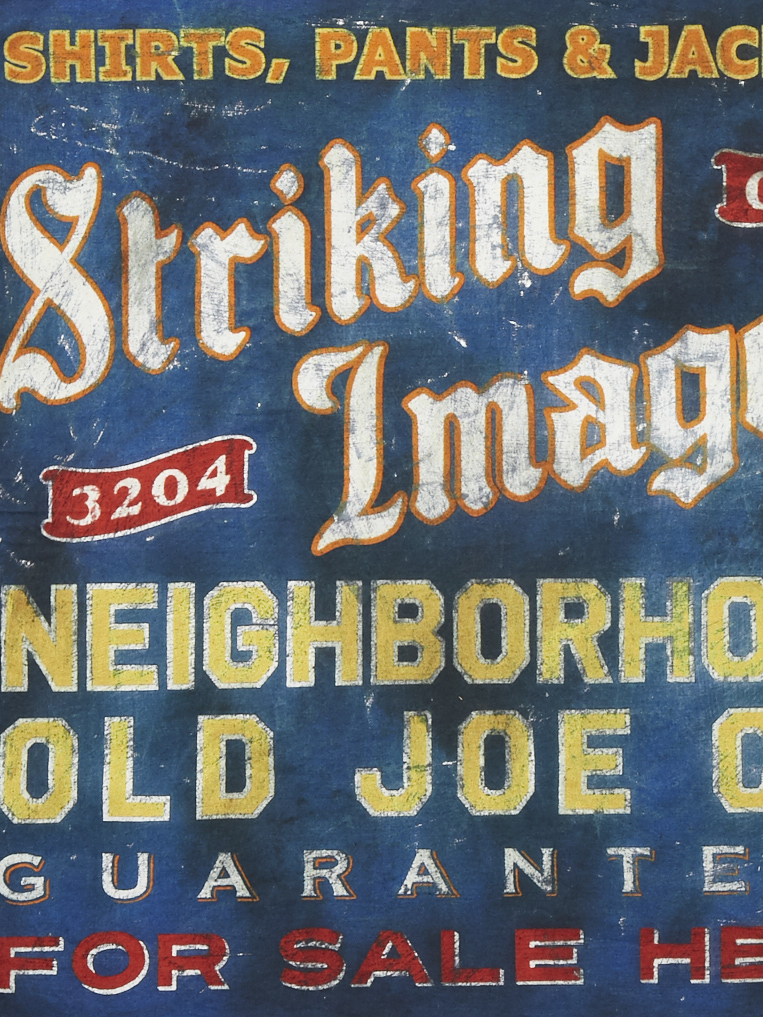 SHIRTS, PANTS & JAC
Striking
Image
3204
NEIGHBORHO
OLD JOE C
GUARANTE
FOR SALE HE